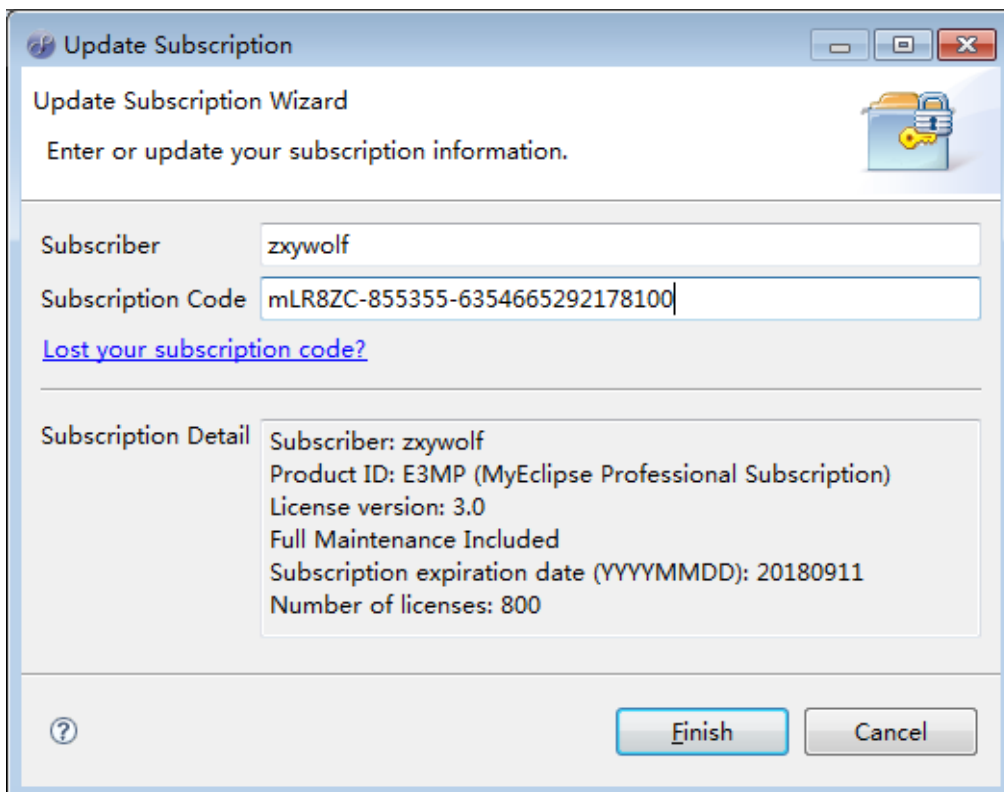 Update Subscription
Update Subscription Wizard
Enter or update your subscription information.
Subscriber zxywolf
Subscription Code mLR8ZC-855355-6354665292178100
Lost your subscription code?
Subscription Detail
Subscriber: zxywolf
Product ID: E3MP (MyEclipse Professional Subscription)
License version: 3.0
Full Maintenance Included
Subscription expiration date (YYYYMMDD): 20180911
Number of licenses: 800
Finish Cancel